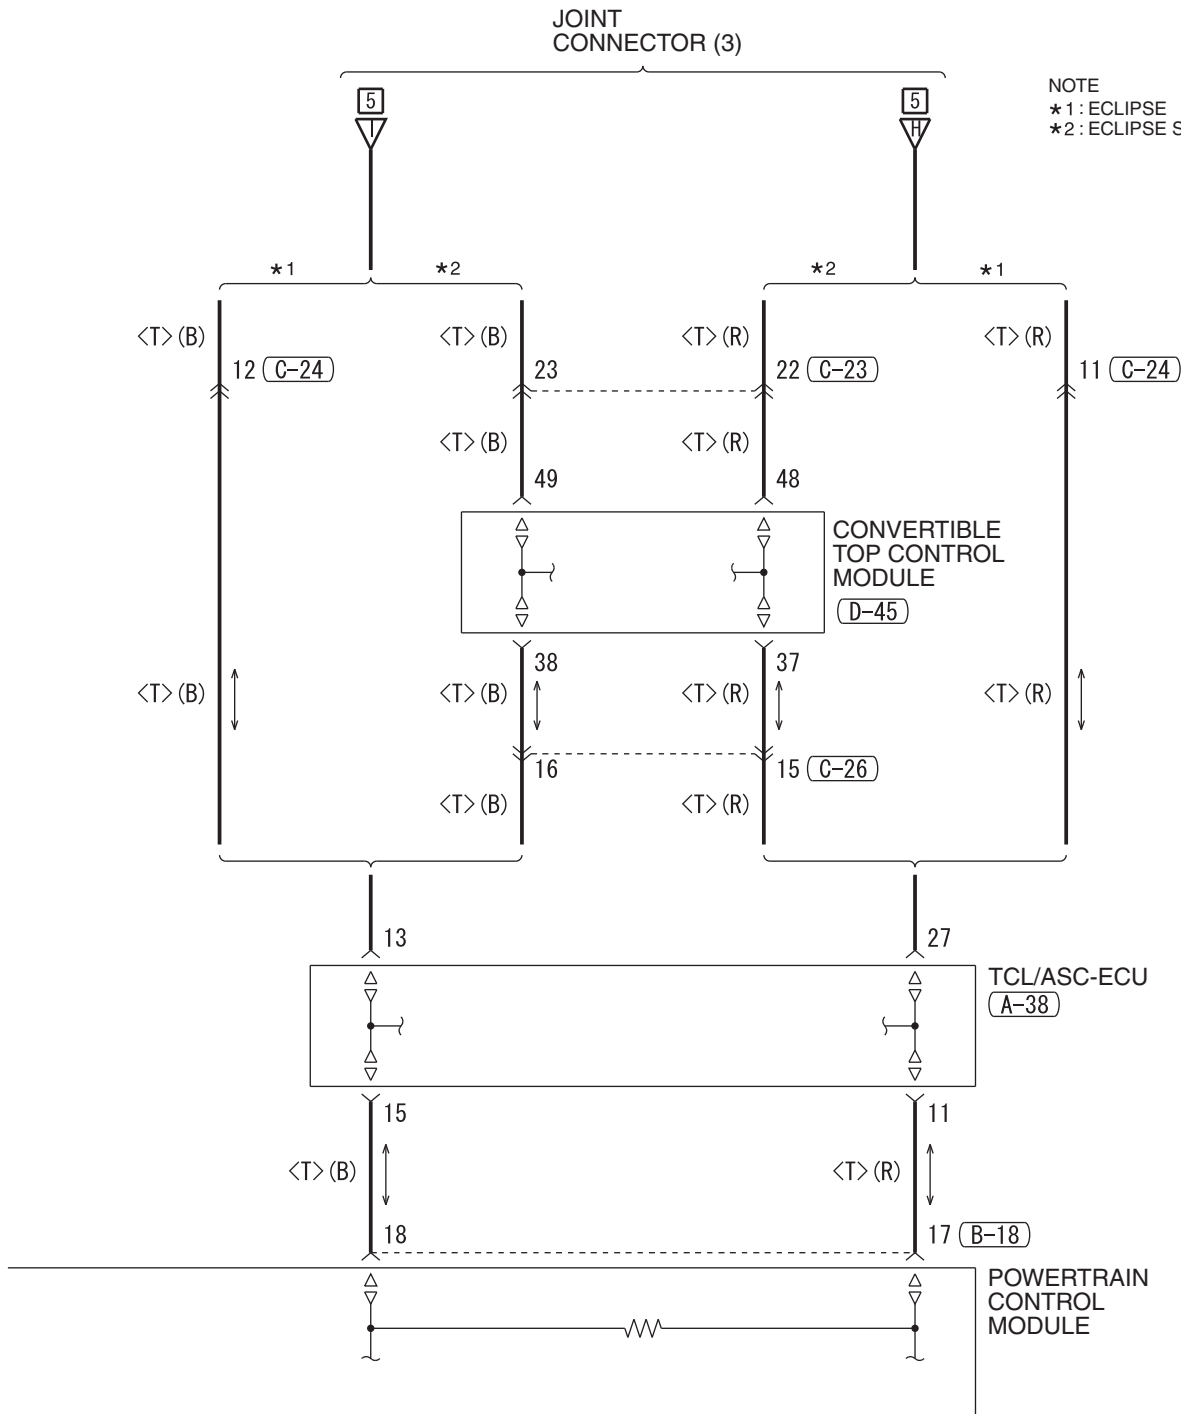 JOINT
CONNECTOR (3)
NOTE
*1 : ECLIPSE
*2 : ECLIPSE S
5 5
I H
*1 *2 *2 *1
<T> (B) <T> (B) <T> (R) <T> (R)
12 C-24 23 22 C-23 11 C-24
<T> (B) <T> (R)
49 48
CONVERTIBLE
TOP CONTROL
MODULE
D-45
38 37
<T> (B) <T> (B) <T> (R) <T> (R)
16 15 C-26
<T> (B) <T> (R)
13 27
TCL/ASC-ECU
A-38
15 11
<T> (B) <T> (R)
18 17 B-18
POWERTRAIN
CONTROL
MODULE